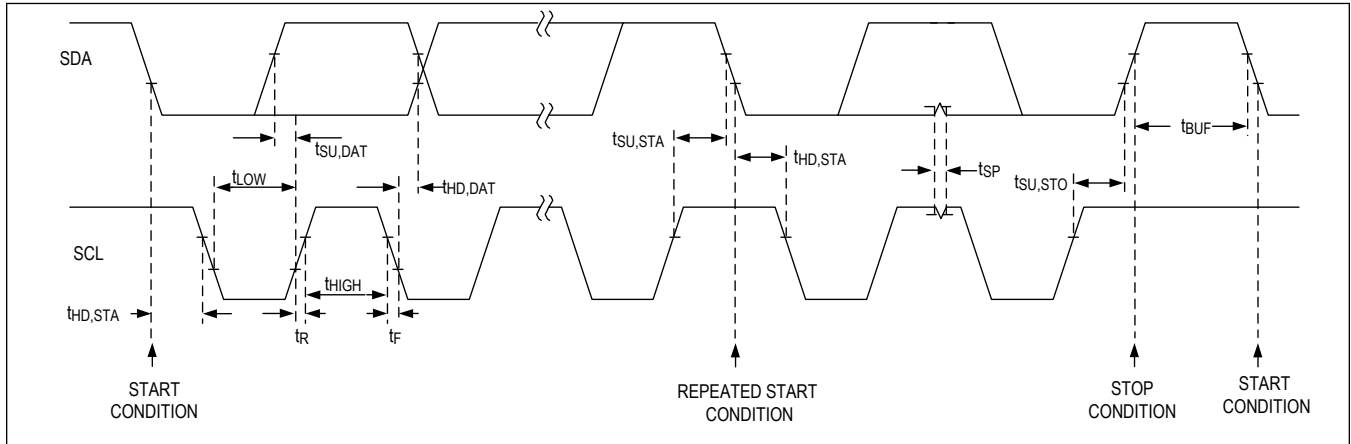 SDA
tSU,DAT
tLOW
tHD,DAT
tSU,STA
tHD,STA
tSP
tSU,STO
tBUF
SCL
tHD,STA
tR
tHIGH
tF
START
CONDITION
REPEATED START
CONDITION
STOP
CONDITION
START
CONDITION